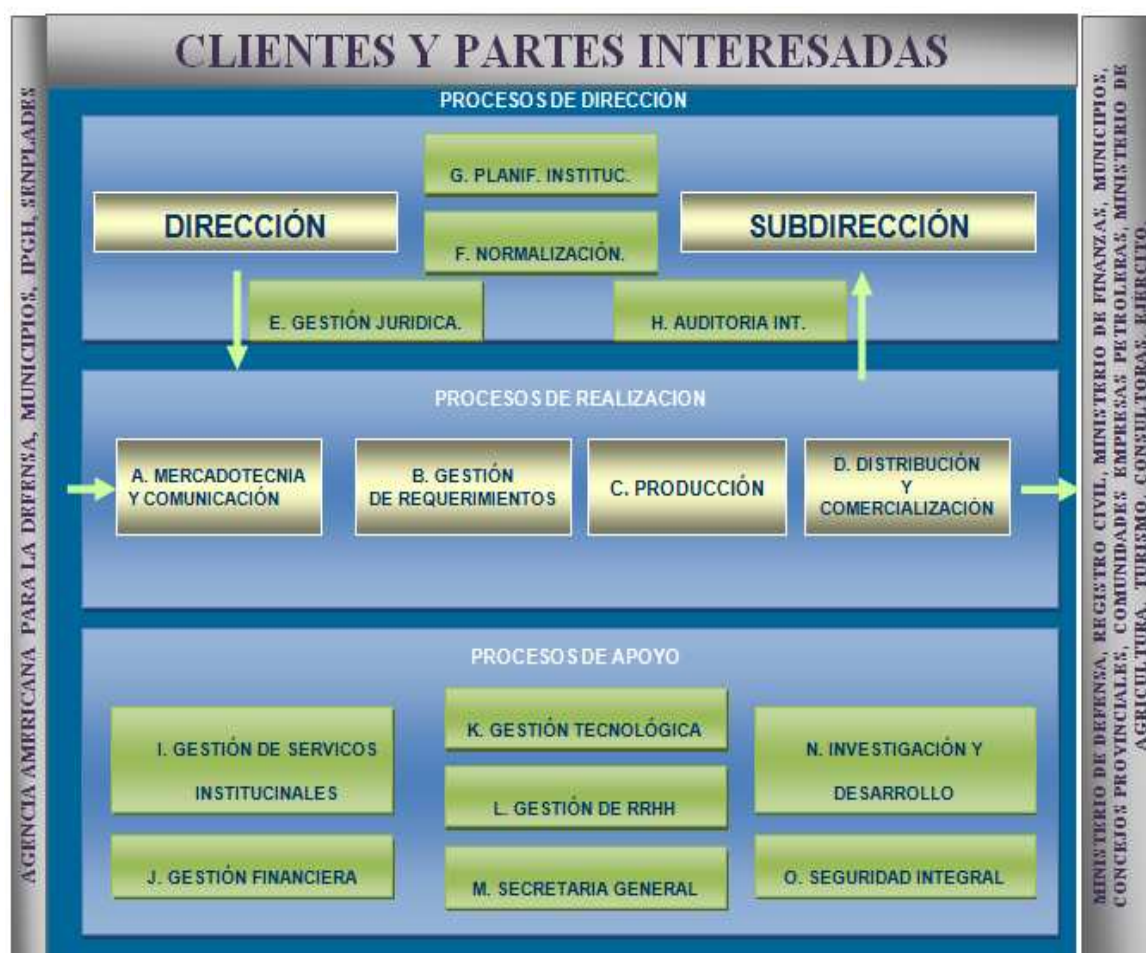 CLIENTES Y PARTES INTERESADAS
AGENCIA AMERICANA PARA LA DEFENSA, MUNICIPIOS, IPGH, SENPLADES
PROCESOS DE DIRECCIÓN
G. PLANIF. INSTITUC.
DIRECCIÓN
SUBDIRECCIÓN
F. NORMALIZACIÓN.
E. GESTIÓN JURIDICA.
H. AUDITORIA INT.
PROCESOS DE REALIZACION
A. MERCADOTECNIA
Y COMUNICACIÓN
B. GESTIÓN
DE REQUERIMIENTOS
C. PRODUCCIÓN
D. DISTRIBUCIÓN
Y
COMERCIALIZACIÓN
PROCESOS DE APOYO
I. GESTIÓN DE SERVICOS
INSTITUCINALES
J. GESTIÓN FINANCIERA
K. GESTIÓN TECNOLÓGICA
L. GESTIÓN DE RRHH
M. SECRETARIA GENERAL
N. INVESTIGACIÓN Y
DESARROLLO
O. SEGURIDAD INTEGRAL
MINISTERIO DE DEFENSA, REGISTRO CIVIL, MINISTERIO DE FINANZAS, MUNICIPIOS,
CONCEJOS PROVINCIALES, COMUNIDADES EMPRESAS PETROLERAS, MINISTERIO DE
AGRICULTURA, TURISMO, CONSULTORAS, EJERCITO.